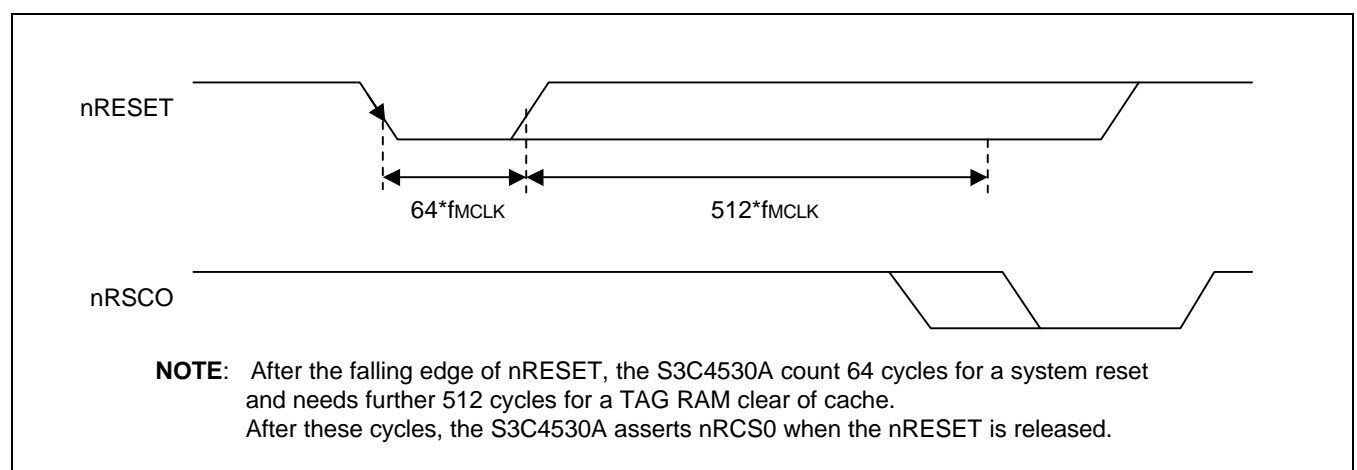 nRESET
64*fMCLK
512*fMCLK
nRSCO
NOTE: After the falling edge of nRESET, the S3C4530A count 64 cycles for a system reset
and needs further 512 cycles for a TAG RAM clear of cache.
After these cycles, the S3C4530A asserts nRCS0 when the nRESET is released.